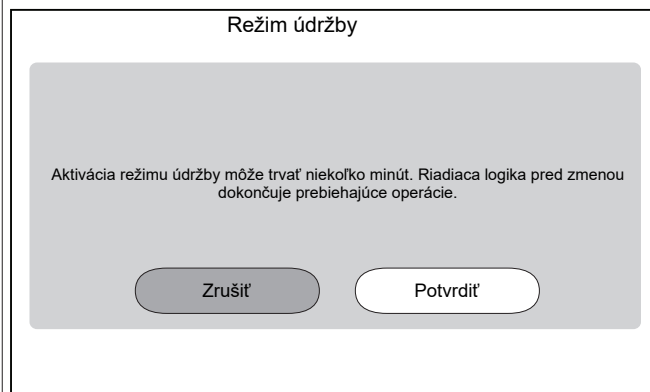 Režim údržby
Aktivácia režimu údržby môže trvať niekoľko minút. Riadiaca logika pred zmenou
dokončuje prebiehajúce operácie.
Zrušiť
Potvrdiť